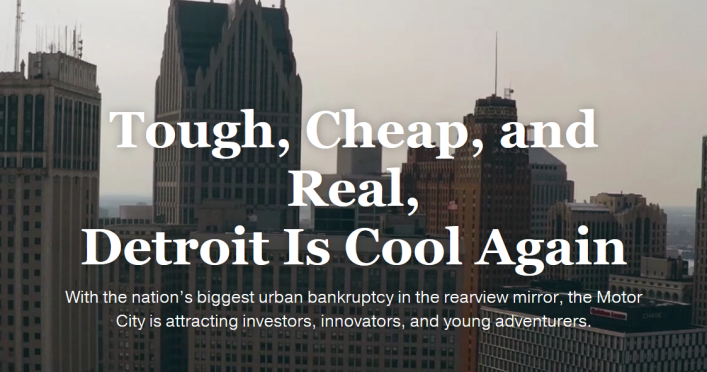 Tough, Cheap, and
Real,
Detroit Is Cool Again
With the nation's biggest urban bankruptcy in the rearview mirror, the Motor
City is attracting investors, innovators, and young adventurers.
CHASE